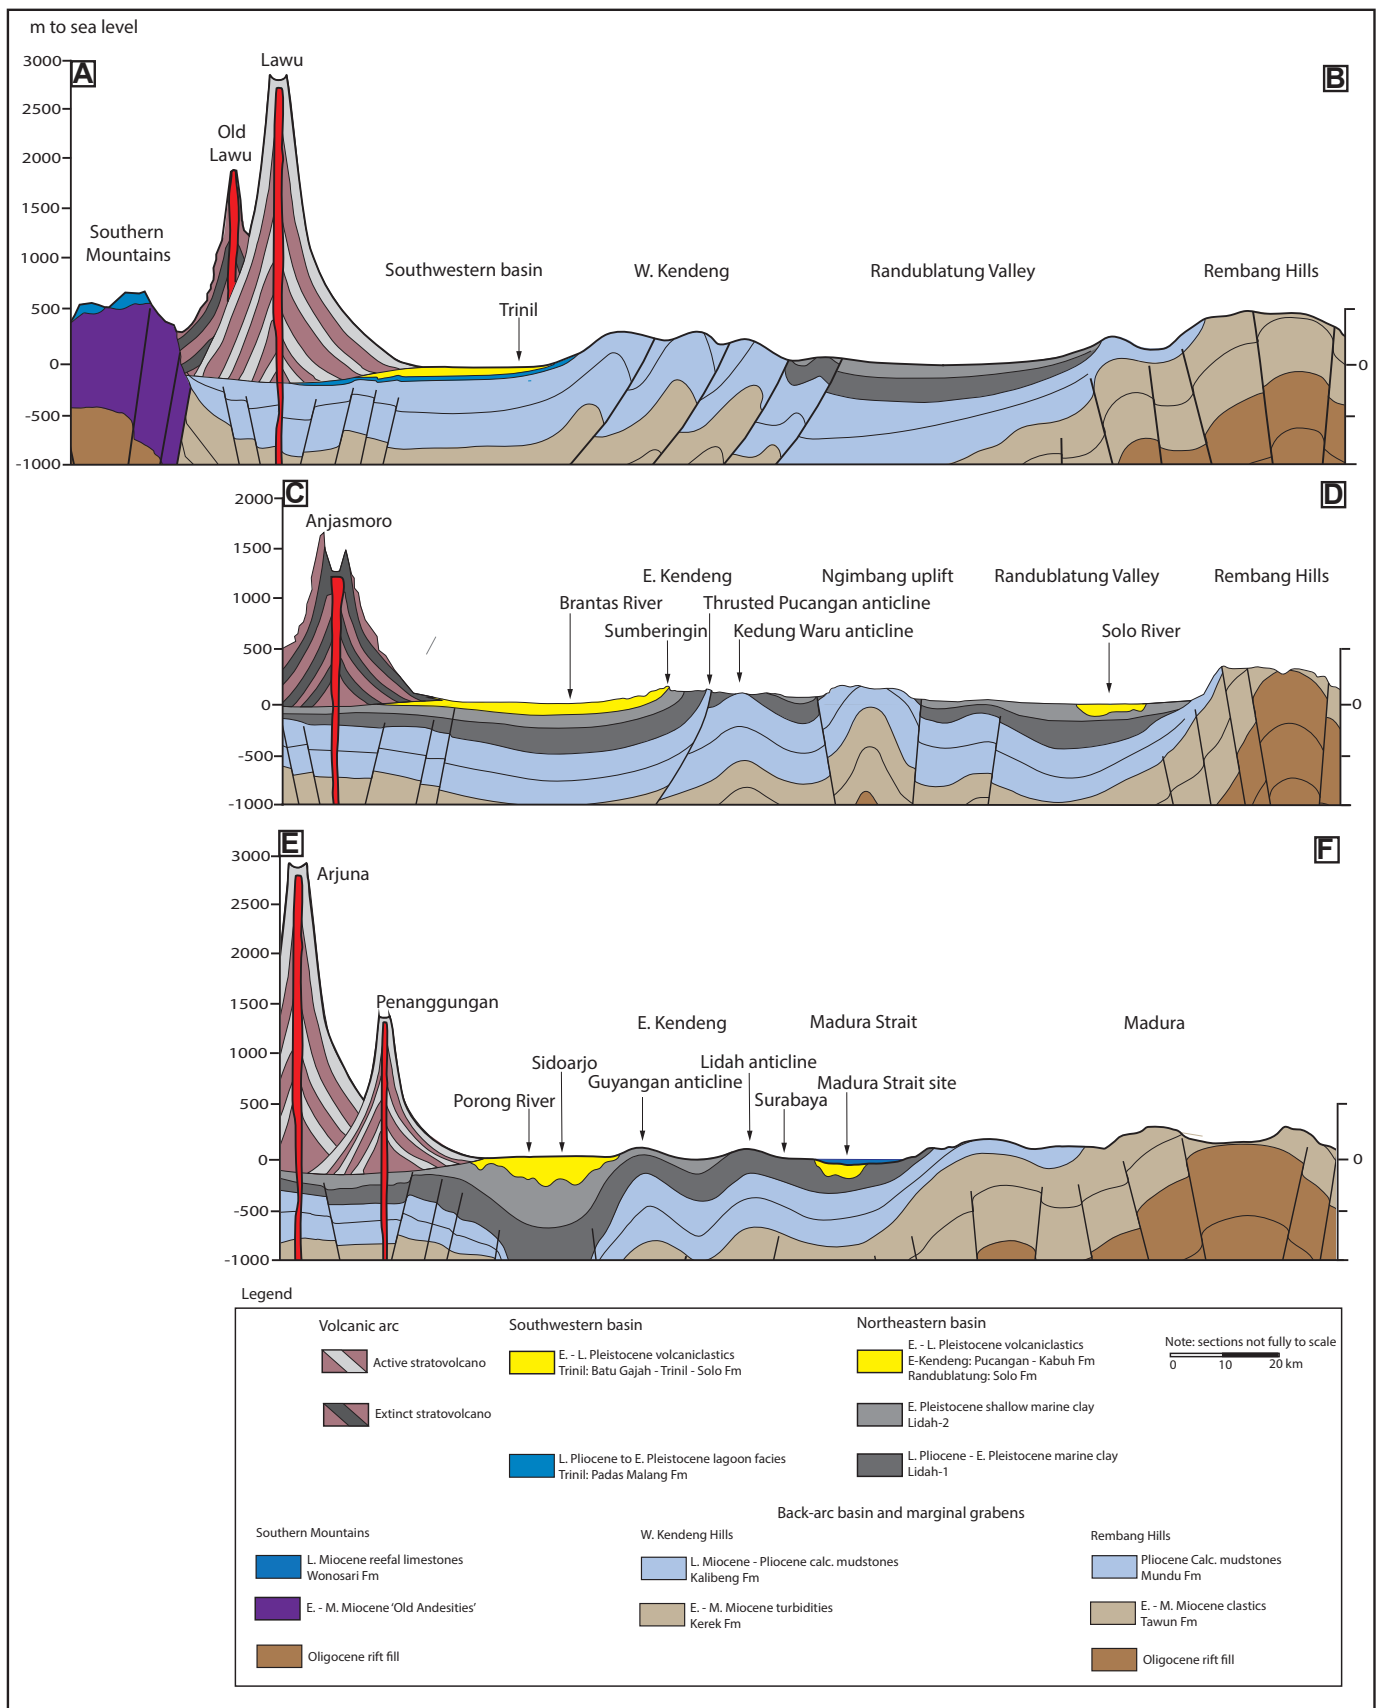 m to sea level
A
B
Lawu
Old
Lawu
Southern
Mountains
Southwestern basin
W. Kendeng
Randublatung Valley
Rembang Hills
Trinil
3000
2500
2000
1500
1000
500
0
-500
-1000
0
C
D
Anjasmoro
E. Kendeng
Ngimbang uplift
Randublatung Valley
Rembang Hills
Brantas River
Thrusted Pucangan anticline
Sumberingin
Kedung Waru anticline
Solo River
2000
1500
1000
500
0
-500
-1000
0
E
F
Arjuna
Penanggungan
E. Kendeng
Madura Strait
Madura
Sidoarjo
Lidah anticline
Guyangan anticline
Madura Strait site
Porong River
Surabaya
3000
2500
2000
1500
1000
500
0
-500
-1000
0
Legend
Volcanic arc
Active stratovolcano
Extinct stratovolcano
Southwestern basin
E. - L. Pleistocene volcaniclastics
Trinil: Batu Gajah - Trinil - Solo Fm
L. Pliocene to E. Pleistocene lagoon facies
Trinil: Padas Malang Fm
Northeastern basin
E. - L. Pleistocene volcaniclastics
E-Kendeng: Pucangan - Kabuh Fm
Randublatung: Solo Fm
E. Pleistocene shallow marine clay
Lidah-2
L. Pliocene - E. Pleistocene marine clay
Lidah-1
Note: sections not fully to scale
0 10 20 km
Back-arc basin and marginal grabens
Southern Mountains
L. Miocene reefal limestones
Wonosari Fm
E. - M. Miocene ‘Old Andesities’
Oligocene rift fill
W. Kendeng Hills
L. Miocene - Pliocene calc. mudstones
Kalibeng Fm
E. - M. Miocene turbidities
Kerek Fm
Rembang Hills
Pliocene Calc. mudstones
Mundu Fm
E. - M. Miocene clastics
Tawun Fm
Oligocene rift fill